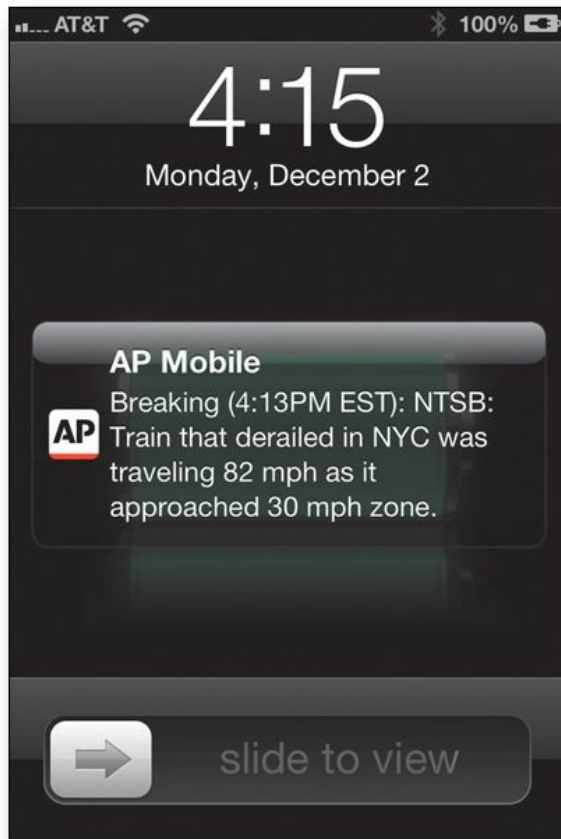 AT&T 100%
4:15
Monday, December 2
AP Mobile
Breaking (4:13PM EST): NTSB:
AP
Train that derailed in NYC was
traveling 82 mph as it
approached 30 mph zone.
slide to view